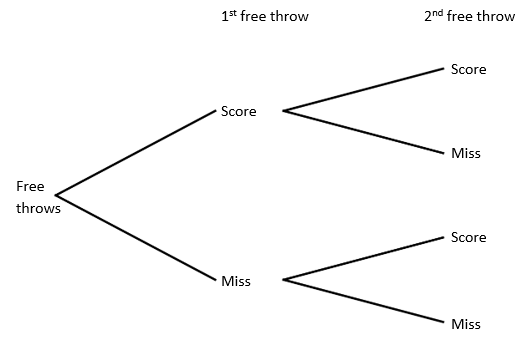 1st free throw
2nd free throw
Score
Score
Miss
Free
throws
Score
Miss
Miss